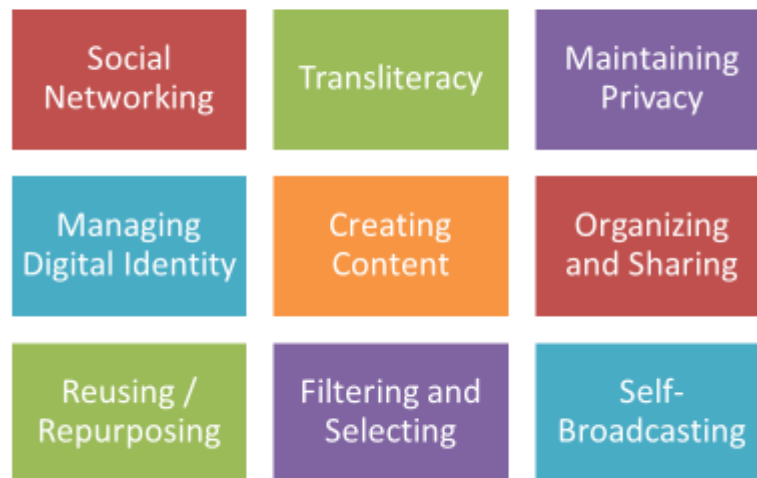 Social
Networking
Transliteracy
Maintaining
Privacy
Managing
Digital Identity
Creating
Content
Organizing
and Sharing
Reusing /
Repurposing
Filtering and
Selecting
Self-
Broadcasting